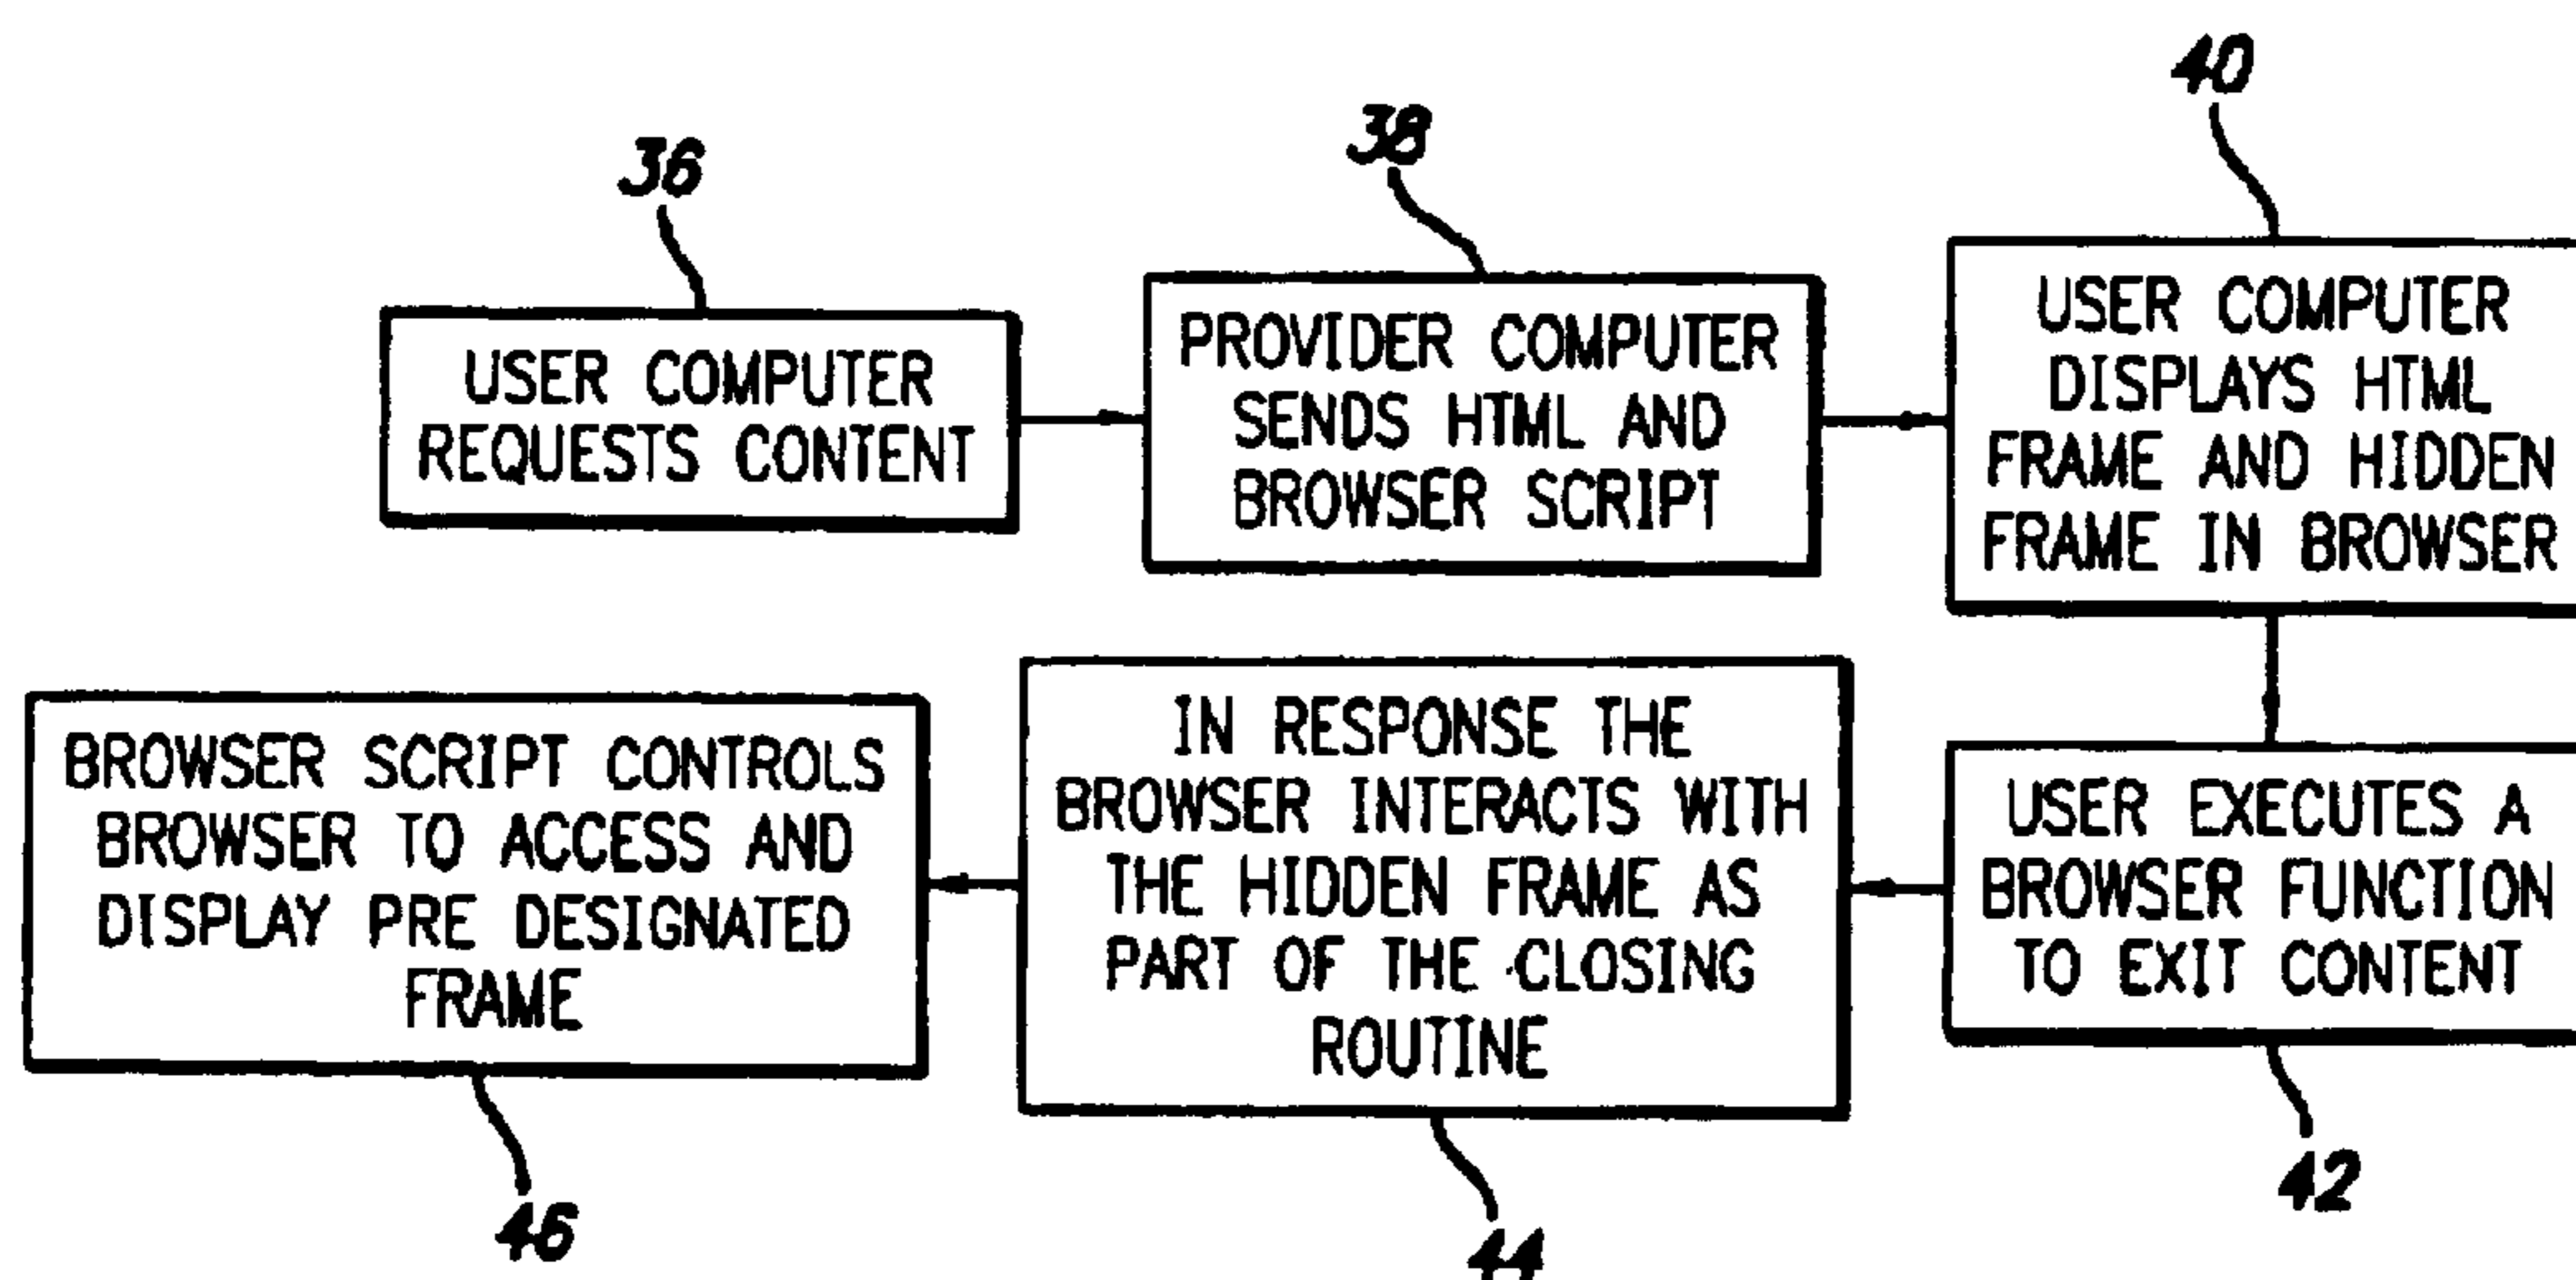 36
USER COMPUTER
REQUESTS CONTENT
38
PROVIDER COMPUTER
SENDS HTML AND
BROWSER SCRIPT
40
USER COMPUTER
DISPLAYS HTML
FRAME AND HIDDEN
FRAME IN BROWSER
USER EXECUTES A
BROWSER FUNCTION
TO EXIT CONTENT
42
IN RESPONSE THE
BROWSER INTERACTS WITH
THE HIDDEN FRAME AS
PART OF THE CLOSING
ROUTINE
44
BROWSER SCRIPT CONTROLS
BROWSER TO ACCESS AND
DISPLAY PRE DESIGNATED
FRAME
46